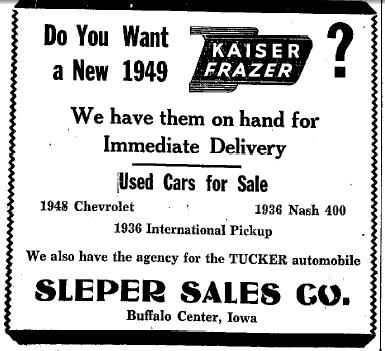 Do You Want
a New 1949
KAISER
FRAZER
?
We have them on hand for
Immediate Delivery
Used Cars for Sale
1948 Chevrolet 1936 Nash 400
1936 International Pickup
We also have the agency for the TUCKER automobile
SLEPER SALES CO.
Buffalo Center, Iowa